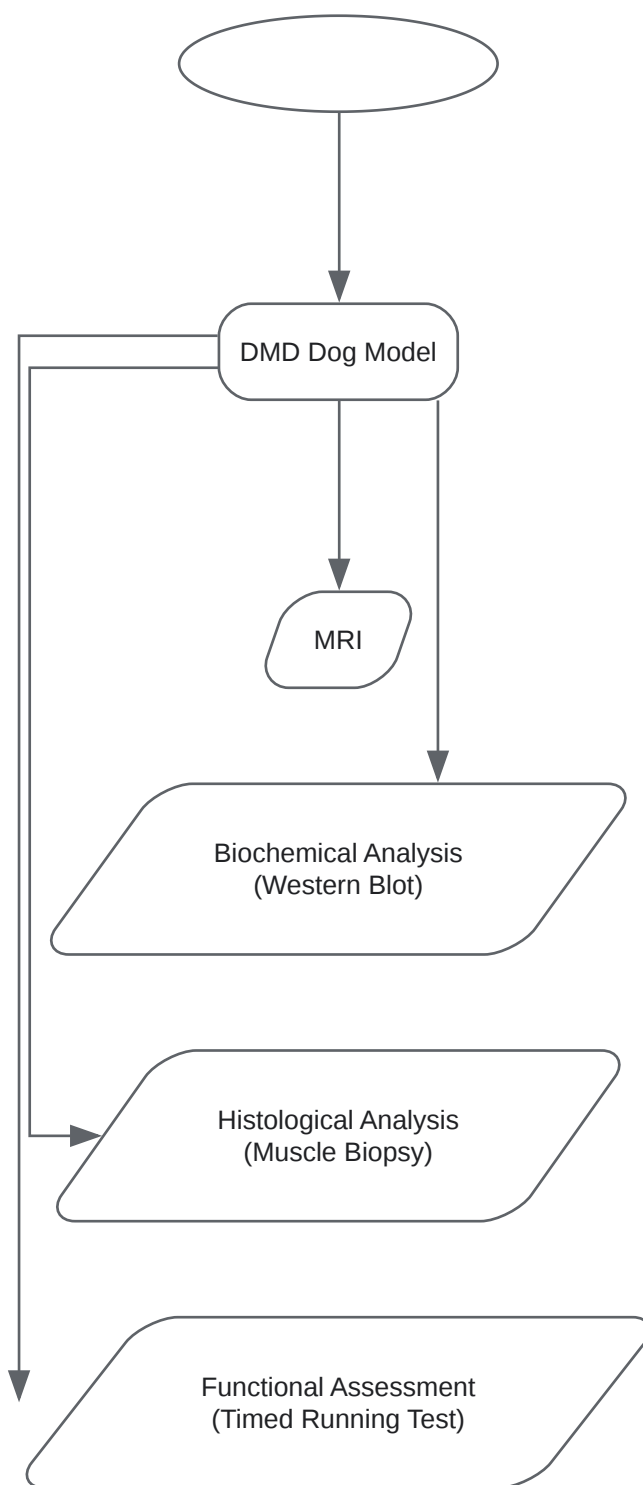 DMD Dog Model
MRI
Biochemical Analysis
(Western Blot)
Histological Analysis
(Muscle Biopsy)
Functional Assessment
(Timed Running Test)